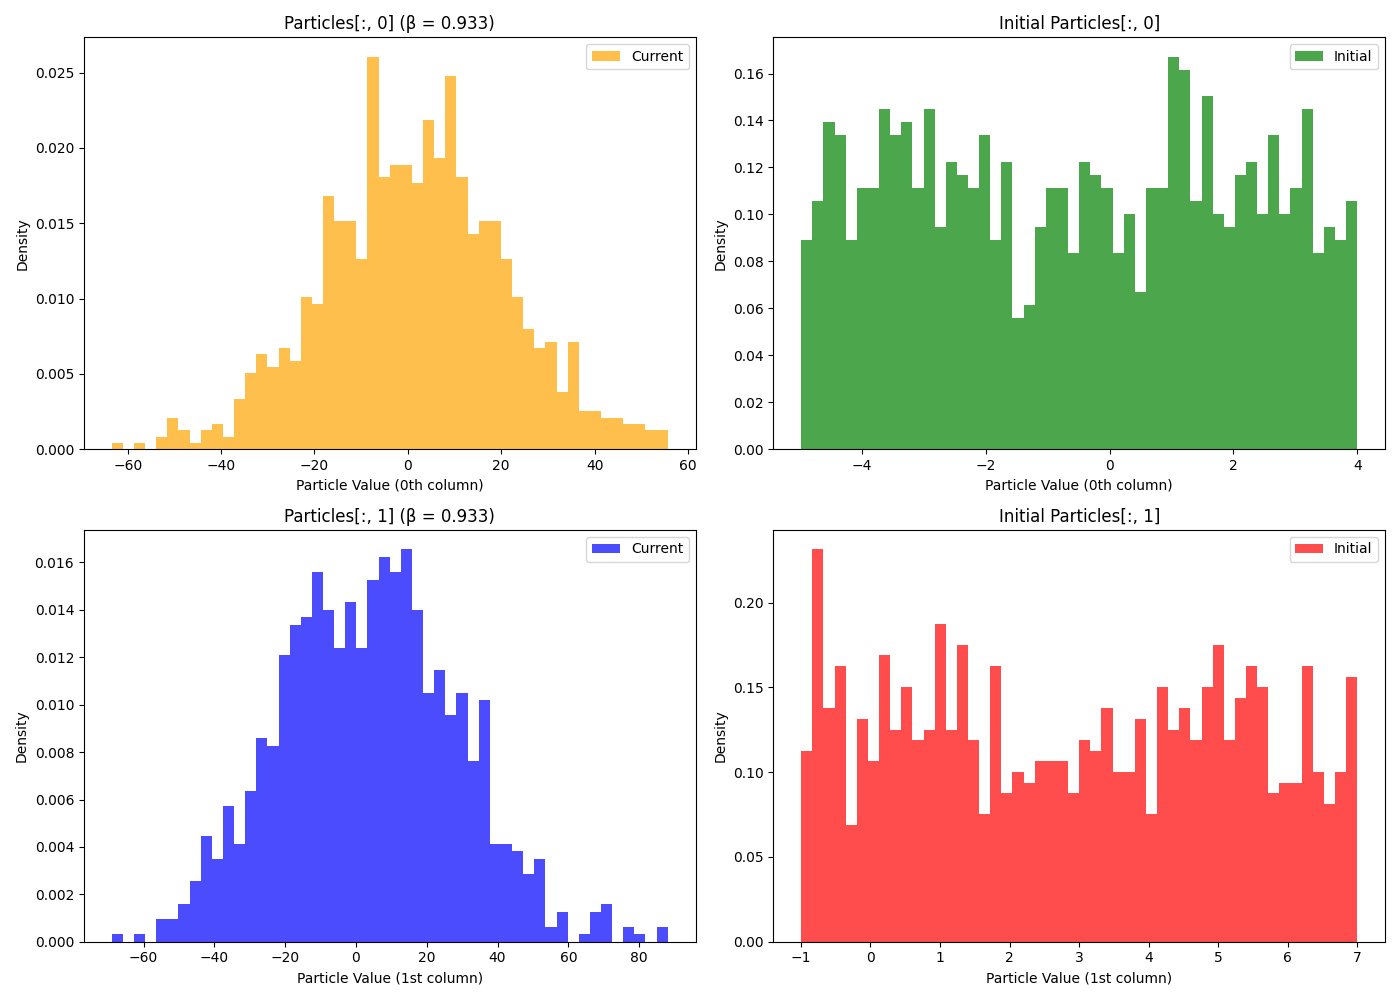 Particles[:, 0] (β = 0.933)
Current
Density
0.025
0.020
0.015
0.010
0.005
0.000
−60 −40 −20 0 20 40 60
Particle Value (0th column)
Initial Particles[:, 0]
Initial
Density
0.16
0.14
0.12
0.10
0.08
0.06
0.04
0.02
0.00
−4 −2 0 2 4
Particle Value (0th column)
Particles[:, 1] (β = 0.933)
Current
Density
0.016
0.014
0.012
0.010
0.008
0.006
0.004
0.002
0.000
−60 −40 −20 0 20 40 60 80
Particle Value (1st column)
Initial Particles[:, 1]
Initial
Density
0.20
0.15
0.10
0.05
0.00
−1 0 1 2 3 4 5 6 7
Particle Value (1st column)